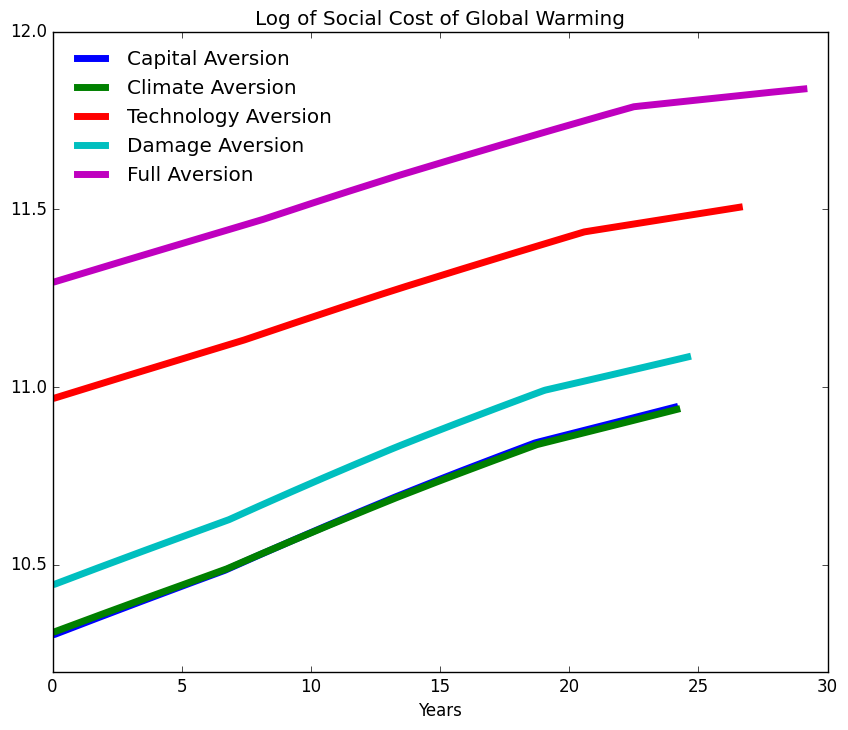 Log of Social Cost of Global Warming
12.0
Capital Aversion
Climate Aversion
Technology Aversion
Damage Aversion
Full Aversion
11.5
11.0
10.5
0 5 10 15 20 25 30
Years